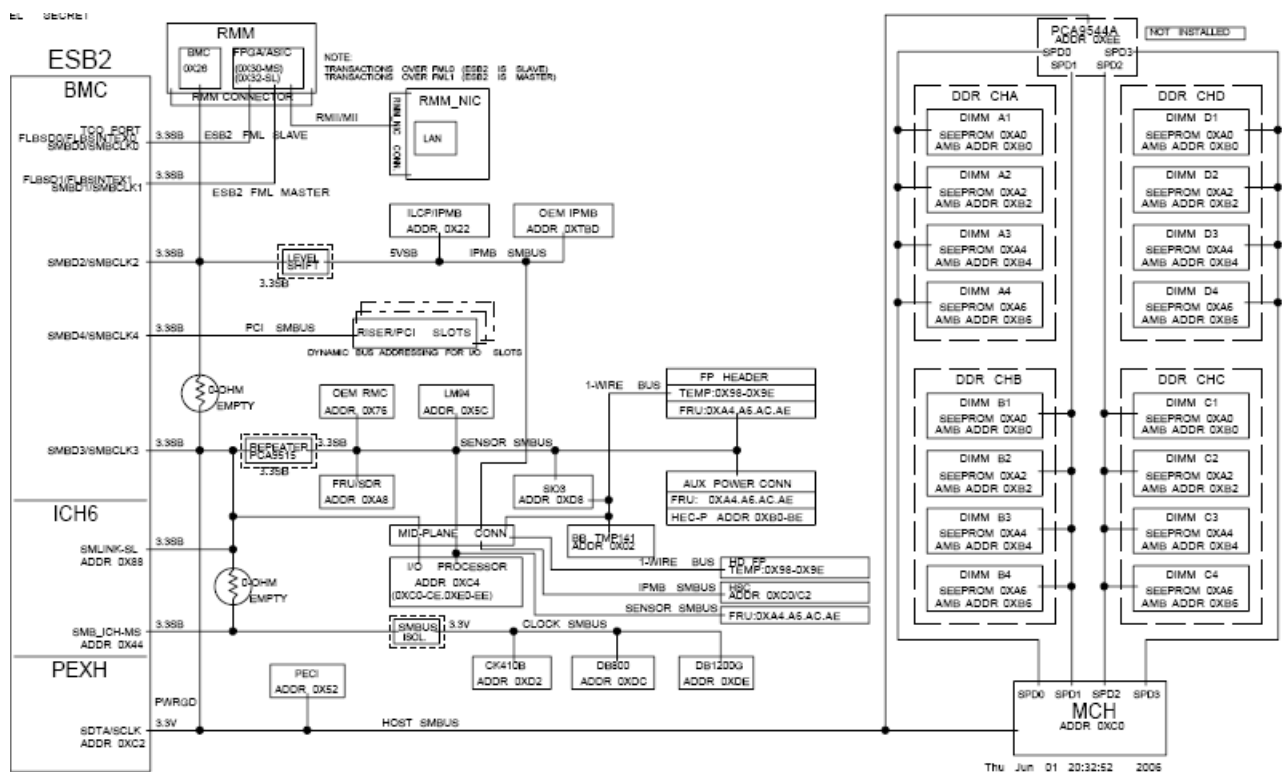 EL SECRET
ESB2
BMC
TCO PORT
FLBSD0/FLBSINTEX0
SMBD0/SMBCLK0
FLBSD1/FLBSINTEX1
SMBD1/SMBCLK1
SMBD2/SMBCLK2
SMBD4/SMBCLK4
SMBD3/SMBCLK3
ICH6
SMLINK-SL
ADDR 0X88
SMB_ICH-MS
ADDR 0X44
PEXH
SDTA/SCLK
ADDR 0XC2
3.3SB
3.3SB
3.3SB
3.3SB
3.3SB
3.3SB
3.3SB
PWRGD
3.3V
RMM
BMC
0X26
FPGA/ASIC
(0X30-MS)
(0X32-SL)
RMM CONNECTOR
NOTE:
TRANSACTIONS OVER FML0 (ESB2 IS SLAVE)
TRANSACTIONS OVER FML1 (ESB2 IS MASTER)
ESB2 FML SLAVE
RMII/MII
ESB2 FML MASTER
RMM_NIC CONN.
RMM_NIC
LAN
LEVEL
SHIFT
3.3SB
5VSB
ILCP/IPMB
ADDR 0X22
OEM IPMB
ADDR 0XTBD
IPMB SMBUS
PCI SMBUS
RISER/PCI SLOTS
DYNAMIC BUS ADDRESSING FOR I/O SLOTS
0-OHM
EMPTY
REPEATER
PCA9515
3.3SB
3.3SB
OEM RMC
ADDR 0X76
LM94
ADDR 0X5C
SENSOR SMBUS
FRU/SDR
ADDR 0XA8
SIO3
ADDR 0XD8
1-WIRE BUS
FP HEADER
TEMP:0X98-0X9E
FRU:0XA4.A6.AC.AE
AUX POWER CONN
FRU: 0XA4.A6.AC.AE
HEC-P ADDR 0XB0-BE
MID-PLANE CONN
BB TMP141
ADDR 0X02
I/O PROCESSOR
ADDR 0XC4
(0XC0-CE.0XE0-EE)
1-WIRE BUS
HD FP
TEMP:0X98-0X9E
IPMB SMBUS
HSC
ADDR 0XC0/C2
SENSOR SMBUS
FRU:0XA4.A6.AC.AE
0-OHM
EMPTY
SMBUS
ISOL.
3.3V
CLOCK SMBUS
CK410B
ADDR 0XD2
DB800
ADDR 0XDC
DB1200G
ADDR 0XDE
PECI
ADDR 0X52
HOST SMBUS
PCA9544A
ADDR 0XEE
SPD0 SPD3
SPD1 SPD2
NOT INSTALLED
DDR CHA
DIMM A1
SEEPROM 0XA0
AMB ADDR 0XB0
DIMM A2
SEEPROM 0XA2
AMB ADDR 0XB2
DIMM A3
SEEPROM 0XA4
AMB ADDR 0XB4
DIMM A4
SEEPROM 0XA6
AMB ADDR 0XB6
DDR CHD
DIMM D1
SEEPROM 0XA0
AMB ADDR 0XB0
DIMM D2
SEEPROM 0XA2
AMB ADDR 0XB2
DIMM D3
SEEPROM 0XA4
AMB ADDR 0XB4
DIMM D4
SEEPROM 0XA6
AMB ADDR 0XB6
DDR CHB
DIMM B1
SEEPROM 0XA0
AMB ADDR 0XB0
DIMM B2
SEEPROM 0XA2
AMB ADDR 0XB2
DIMM B3
SEEPROM 0XA4
AMB ADDR 0XB4
DIMM B4
SEEPROM 0XA6
AMB ADDR 0XB6
DDR CHC
DIMM C1
SEEPROM 0XA0
AMB ADDR 0XB0
DIMM C2
SEEPROM 0XA2
AMB ADDR 0XB2
DIMM C3
SEEPROM 0XA4
AMB ADDR 0XB4
DIMM C4
SEEPROM 0XA6
AMB ADDR 0XB6
SPD0 SPD1 SPD2 SPD3
MCH
ADDR 0XC0
Thu Jun 01 20:32:52 2006